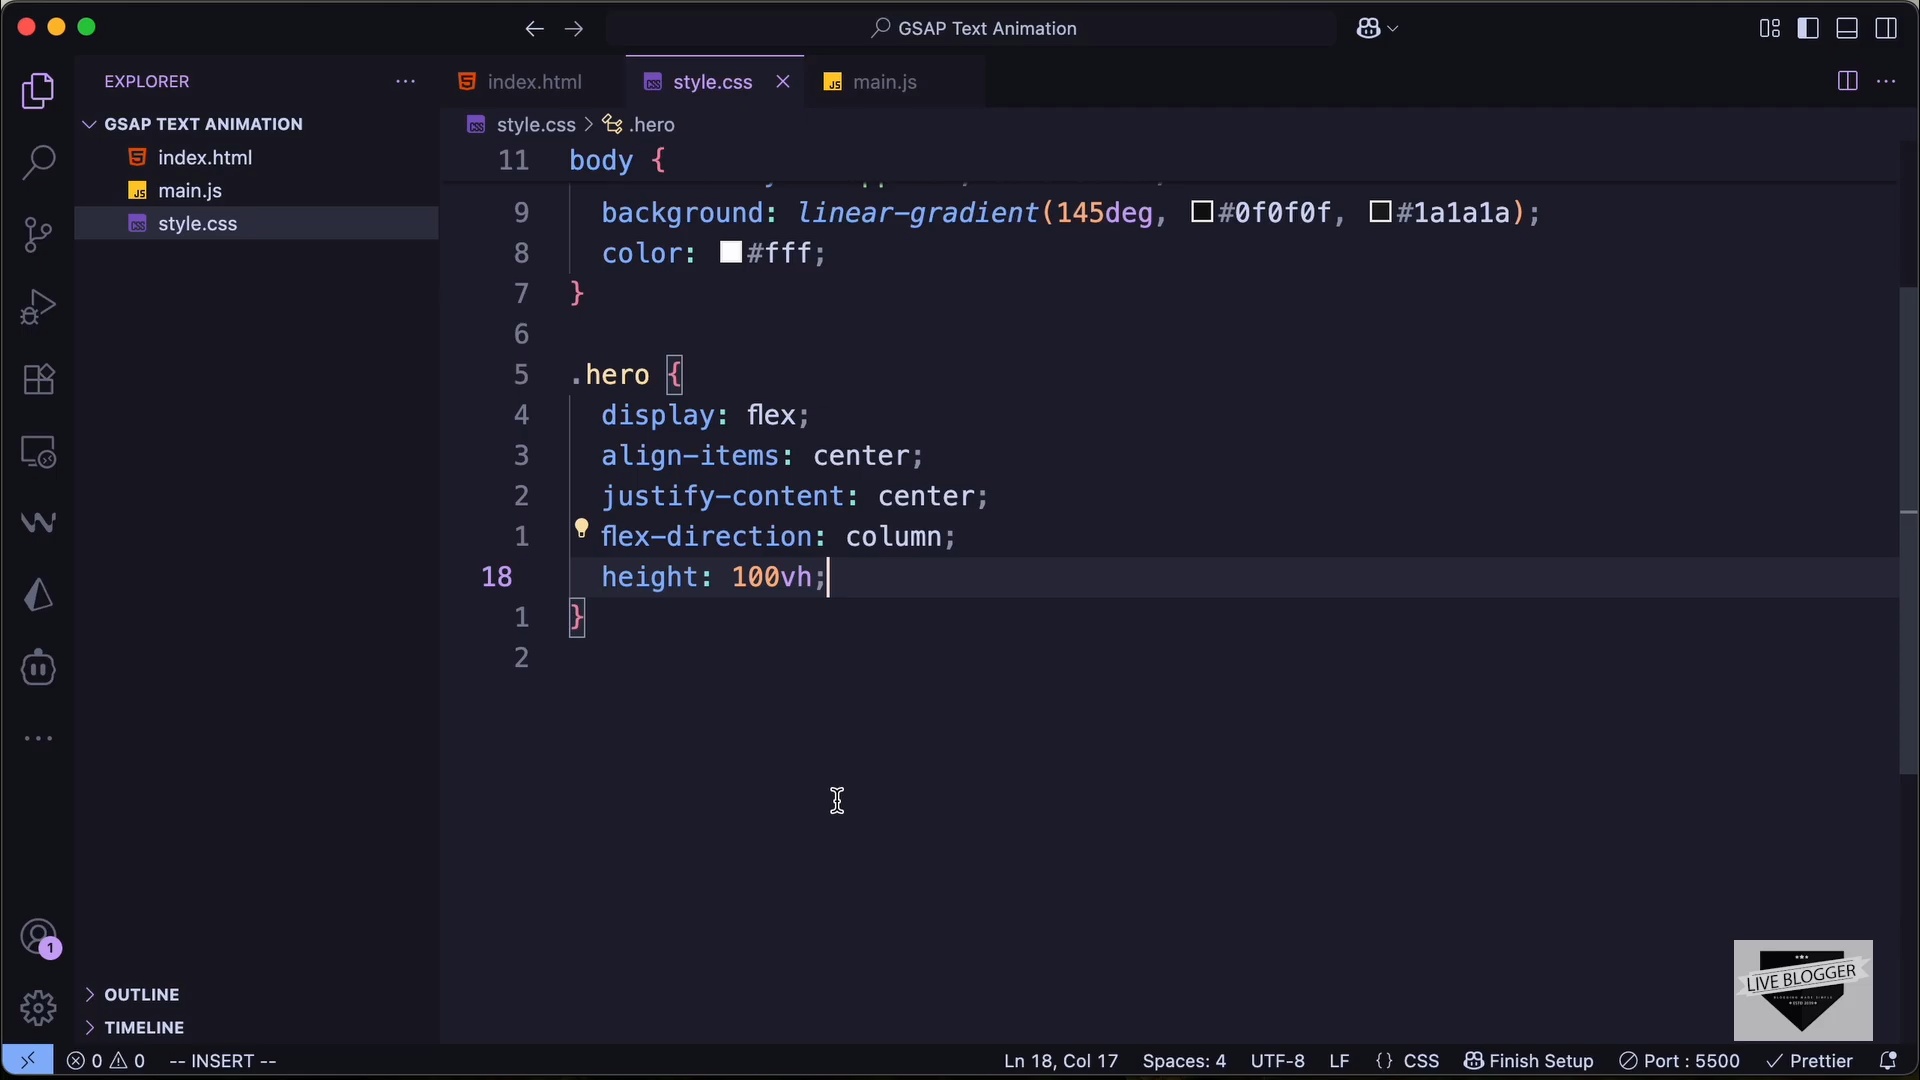 GSAP Text Animation
EXPLORER
index.html
style.css
main.js
GSAP TEXT ANIMATION
index.html
main.js
style.css
style.css > .hero
11 body {
9 background: linear-gradient(145deg, #0f0f0f, #1a1a1a);
8 color: #fff;
7 }
6
5 .hero {
4 display: flex;
3 align-items: center;
2 justify-content: center;
1 flex-direction: column;
18 height: 100vh;
1 }
2
1
OUTLINE
TIMELINE
LIVE BLOGGER
0 0 -- INSERT -- Ln 18, Col 17 Spaces: 4 UTF-8 LF {} CSS Finish Setup Port : 5500 Prettier